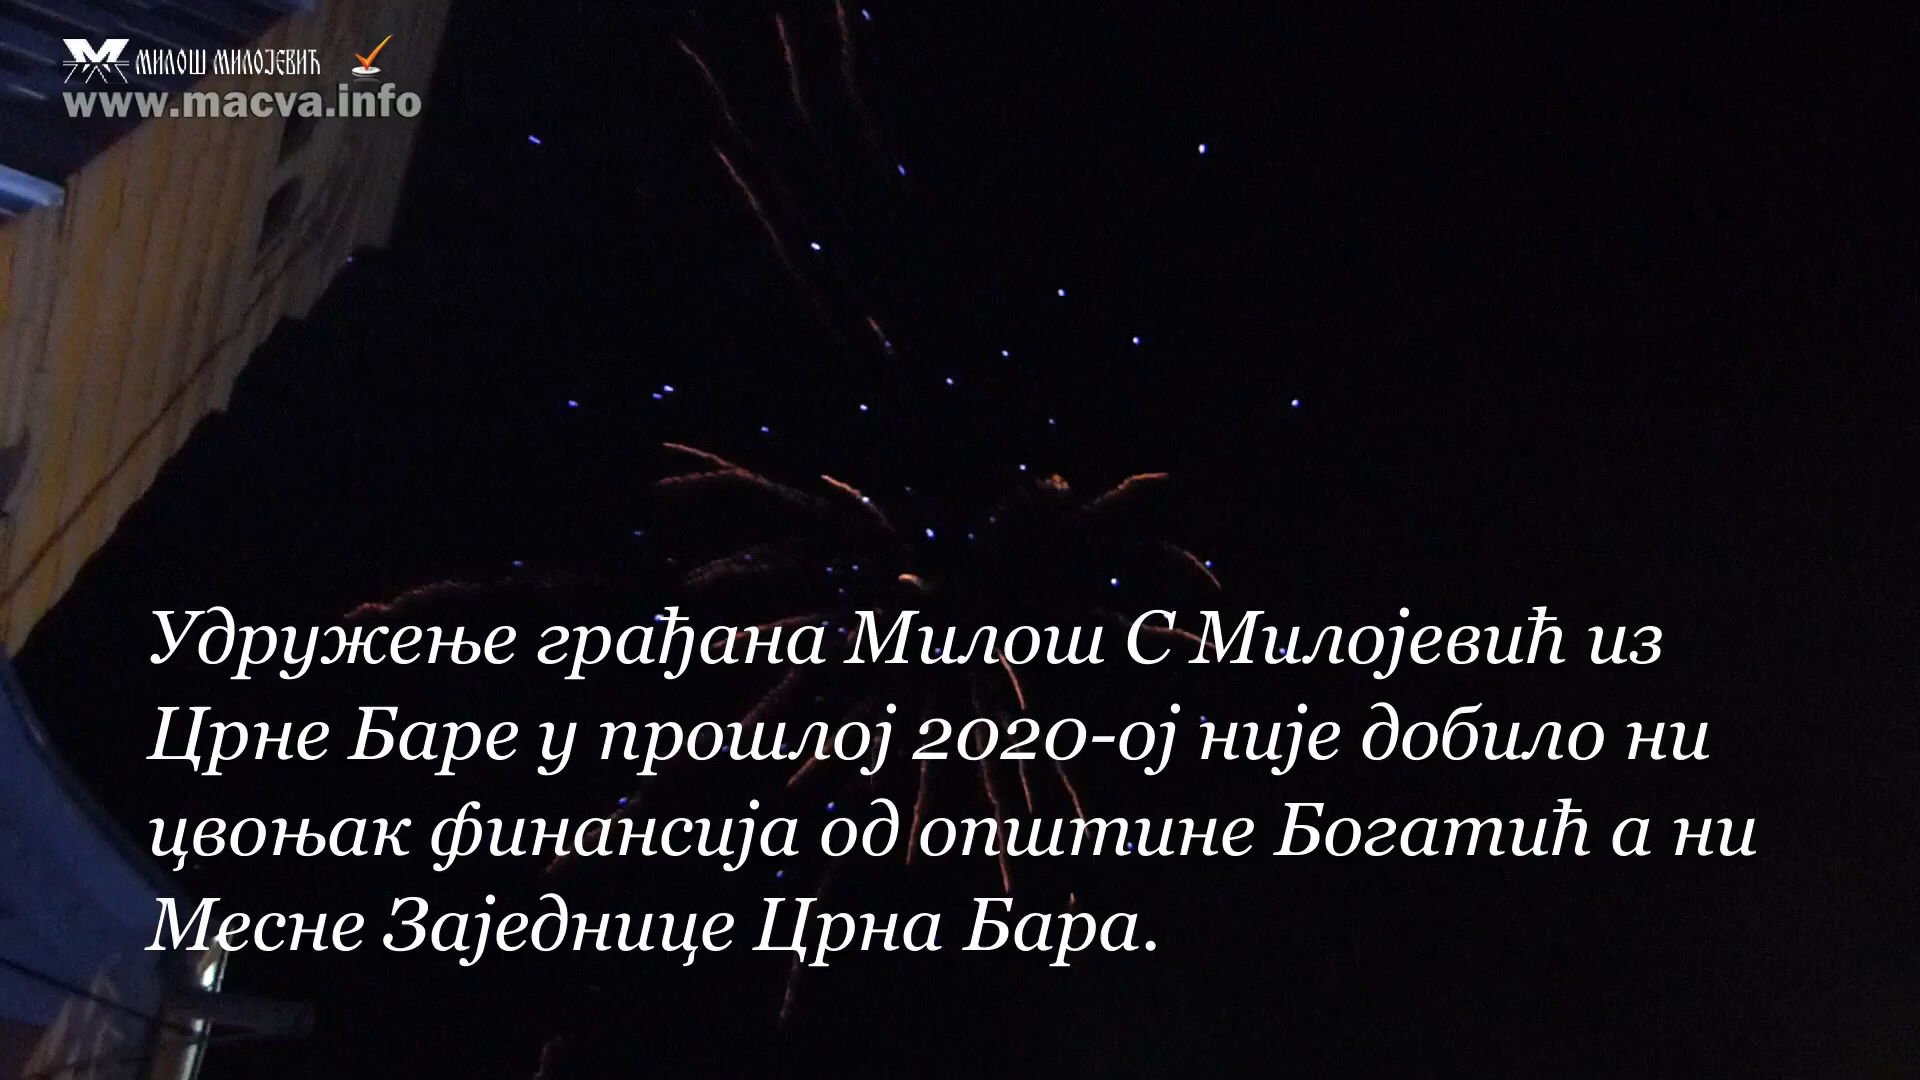 МИЛОШ МИЛОЈЕВИЋ
www.macva.info
Удружење грађана Милош С Милојевић из
Црне Баре у прошлој 2020-ој није добило ни
цвоњак финансија од општине Богатић а ни
Месне Заједнице Црна Бара.